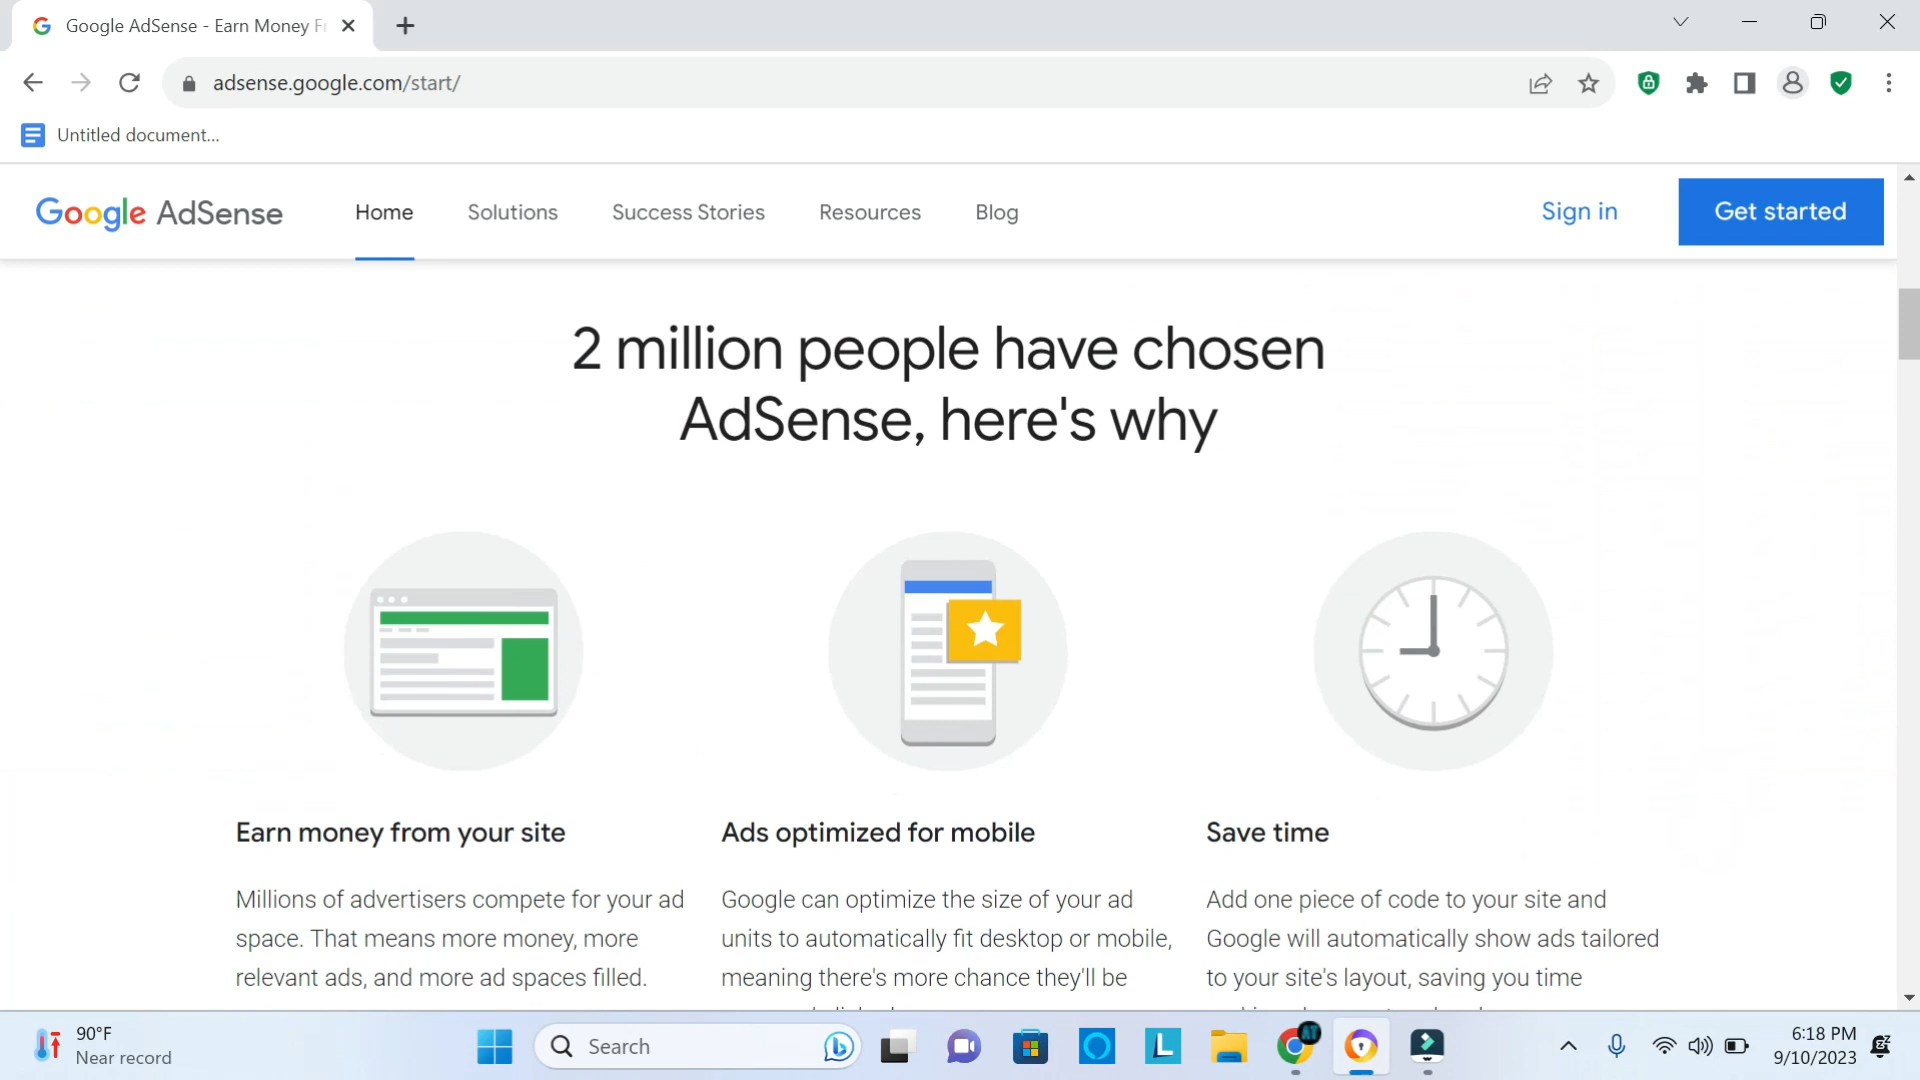 Google AdSense - Earn Money Fr
adsense.google.com/start/
Untitled document...
Google AdSense
Home
Solutions
Success Stories
Resources
Blog
Sign in
Get started
2 million people have chosen
AdSense, here's why
Earn money from your site
Millions of advertisers compete for your ad
space. That means more money, more
relevant ads, and more ad spaces filled.
Ads optimized for mobile
Google can optimize the size of your ad
units to automatically fit desktop or mobile,
meaning there's more chance they'll be
Save time
Add one piece of code to your site and
Google will automatically show ads tailored
to your site's layout, saving you time
90°F
Near record
Search
L
AT
6:18 PM
9/10/2023